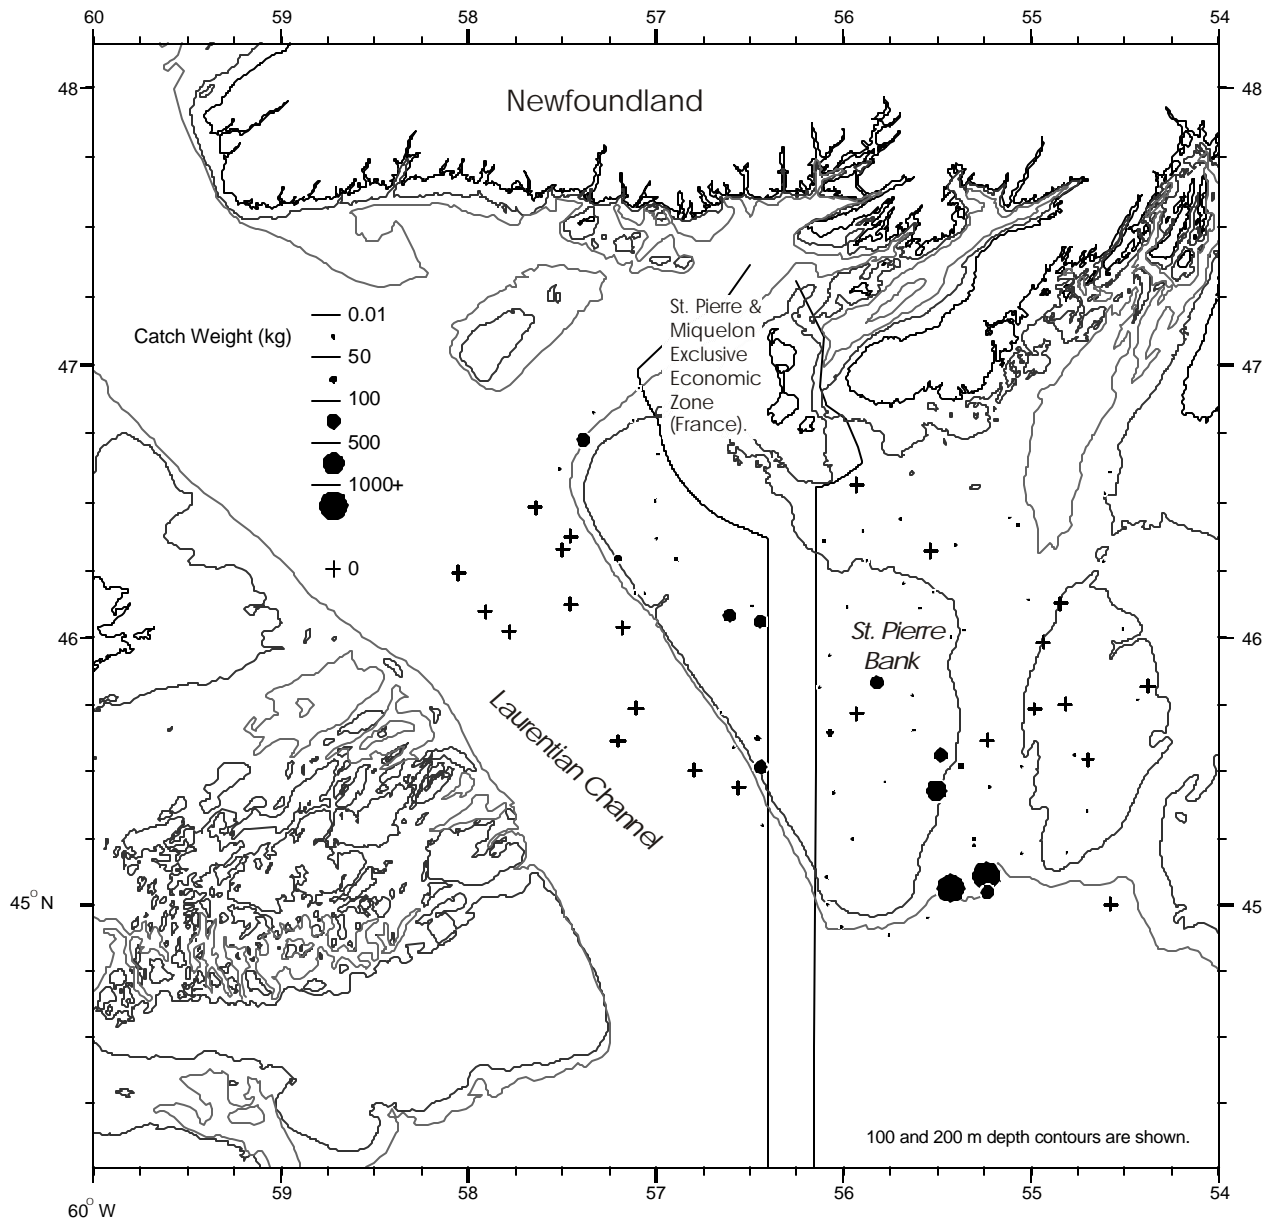 60 59 58 57 56 55 54
48 48
Newfoundland
Catch Weight (kg)
0.01
50
100
500
1000+
0
St. Pierre &
Miquelon
Exclusive
Economic
Zone
(France).
47 47
46 46
St. Pierre
Bank
Laurentian Channel
45° N 45
100 and 200 m depth contours are shown.
60° W 59 58 57 56 55 54